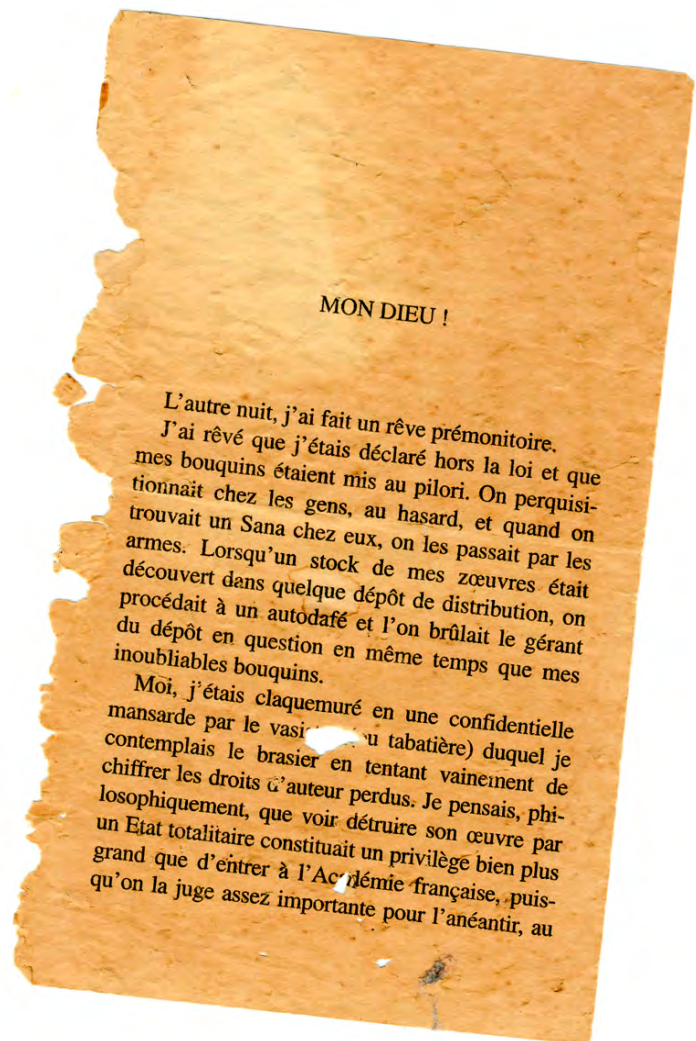 MON DIEU !
L'autre nuit, j'ai fait un rêve prémonitoire.
J'ai rêvé que j'étais déclaré hors la loi et que
mes bouquins étaient mis au pilori. On perquisi-
tionnait chez les gens, au hasard, et quand on
trouvait un Sana chez eux, on les passait par les
armes. Lorsqu'un stock de mes zœuvres était
découvert dans quelque dépôt de distribution, on
procédait à un autodafé et l'on brûlait le gérant
du dépôt en question en même temps que mes
inoubliables bouquins.
Moi, j'étais claquemuré en une confidentielle
mansarde par le tabatière) duquel je
contemplais le brasier en tentant vainement de
chiffrer les droits d'auteur perdus. Je pensais, phi-
losophiquement, que voir détruire son œuvre par
un Etat totalitaire constituait un privilège bien plus
grand que d'entrer à l'Académie française, puis-
qu'on la juge assez importante pour l'anéantir, au